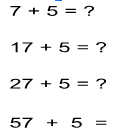 7 + 5 = ?
17 + 5 = ?
27 + 5 = ?
57 + 5 =